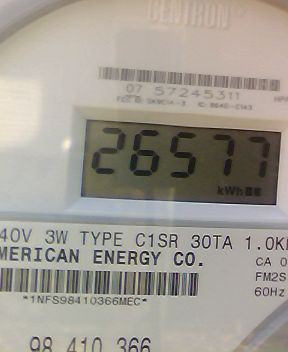 CENTRON
07 57245311
26577
kWh
40V 3W TYPE C1SR 30TA 1.0K
MERICAN ENERGY CO.
CA 0
FM2S
60Hz
*1NFS98410366MEC*
98 410 366